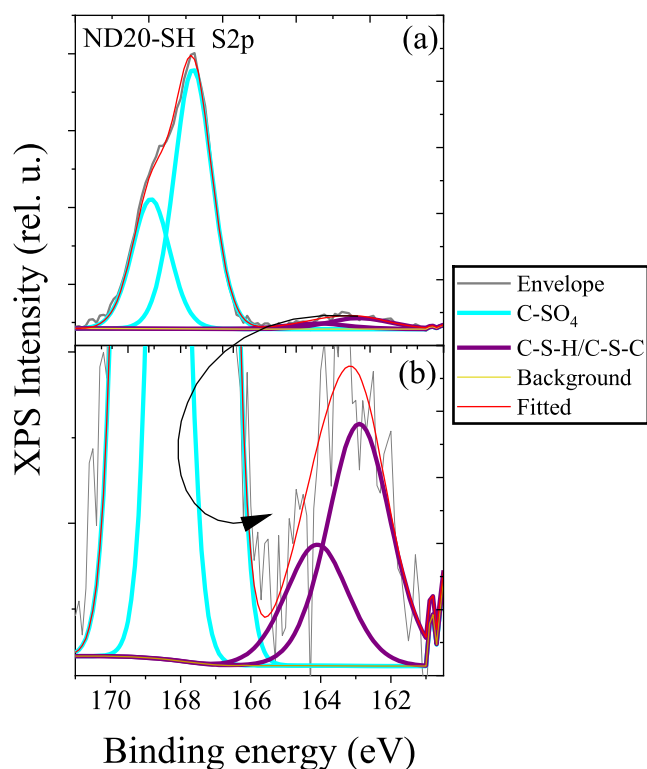 ND20-SH S2p
(a)
XPS Intensity (rel. u.)
Envelope
C-SO₄
C-S-H/C-S-C
Background
Fitted
(b)
170 168 166 164 162
Binding energy (eV)